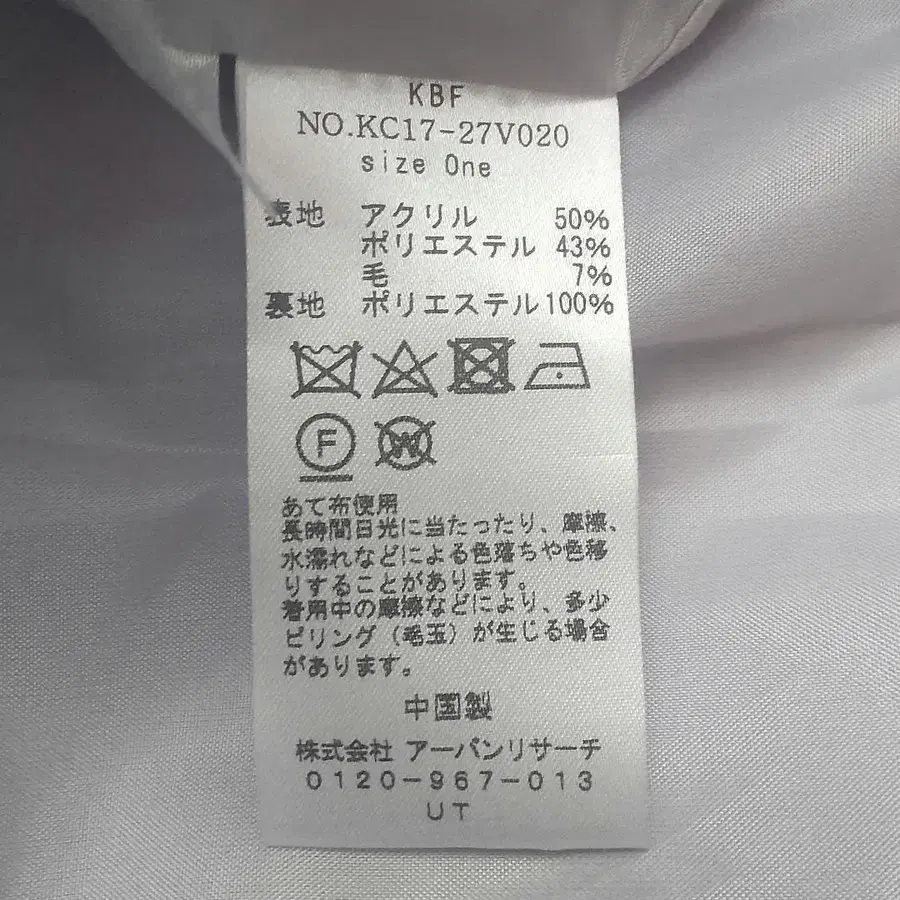 KBF
NO.KC17-27V020
size One
表地 アクリル 50%
ポリエステル 43%
毛 7%
裏地 ポリエステル100%
F
W
あて布使用
長時間日光に当たったり、摩擦、
水濡れなどによる色落ちや色移
りすることがあります。
着用中の摩擦などにより、多少
ピリング(毛玉)が生じる場合
があります。
中国製
株式会社 アーバンリサーチ
0120-967-013
UT